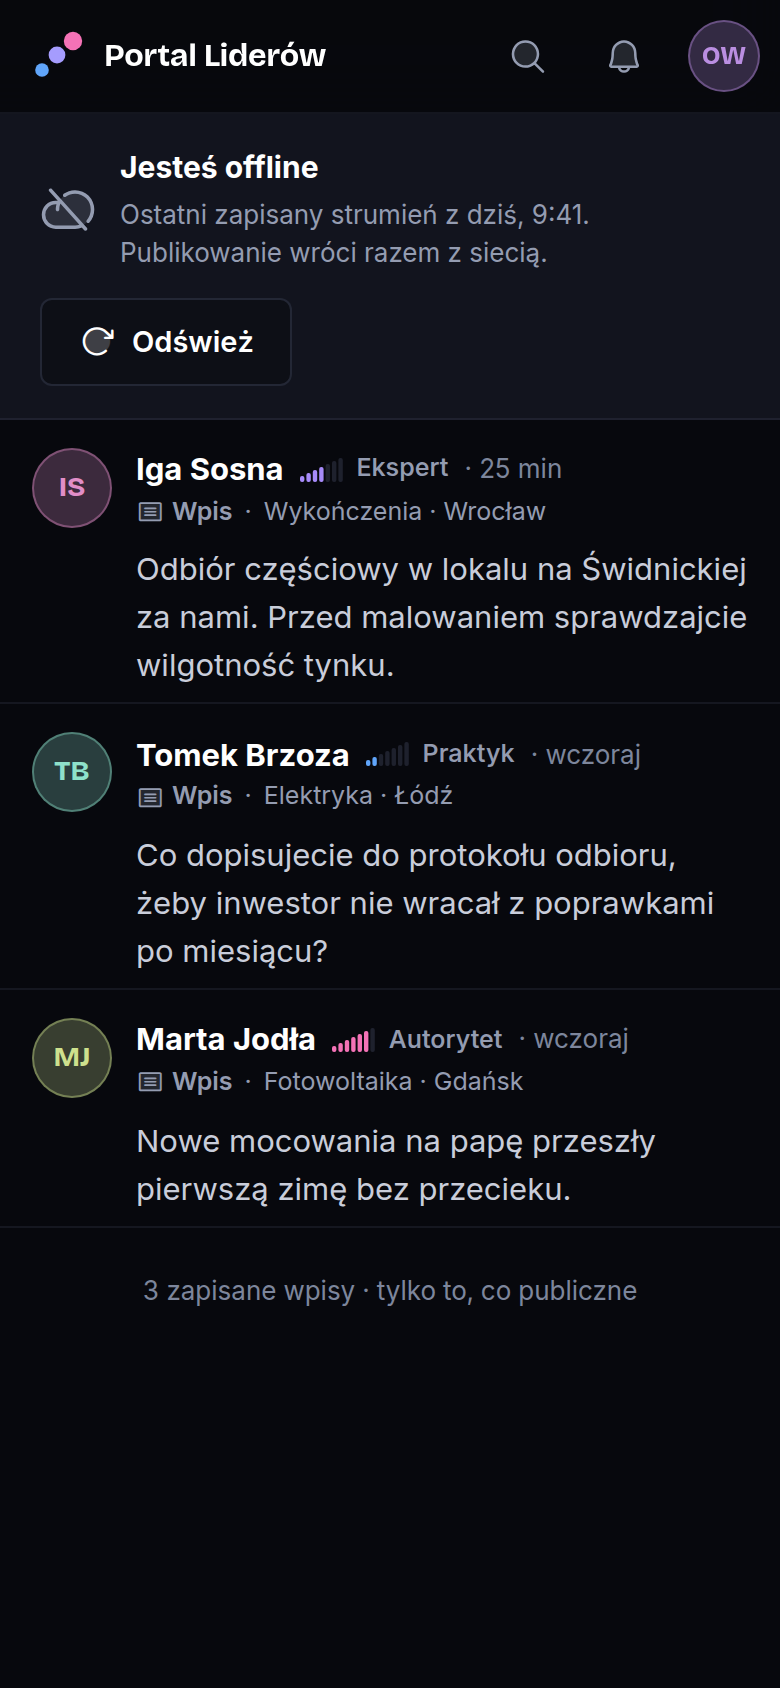 Portal Liderów
OW
Jesteś offline
Ostatni zapisany strumień z dziś, 9:41.
Publikowanie wróci razem z siecią.
Odśwież
IS
Iga Sosna Ekspert · 25 min
Wpis · Wykończenia · Wrocław
Odbiór częściowy w lokalu na Świdnickiej
za nami. Przed malowaniem sprawdzajcie
wilgotność tynku.
TB
Tomek Brzoza Praktyk · wczoraj
Wpis · Elektryka · Łódź
Co dopisujecie do protokołu odbioru,
żeby inwestor nie wracał z poprawkami
po miesiącu?
MJ
Marta Jodła Autorytet · wczoraj
Wpis · Fotowoltaika · Gdańsk
Nowe mocowania na papę przeszły
pierwszą zimę bez przecieku.
3 zapisane wpisy · tylko to, co publiczne